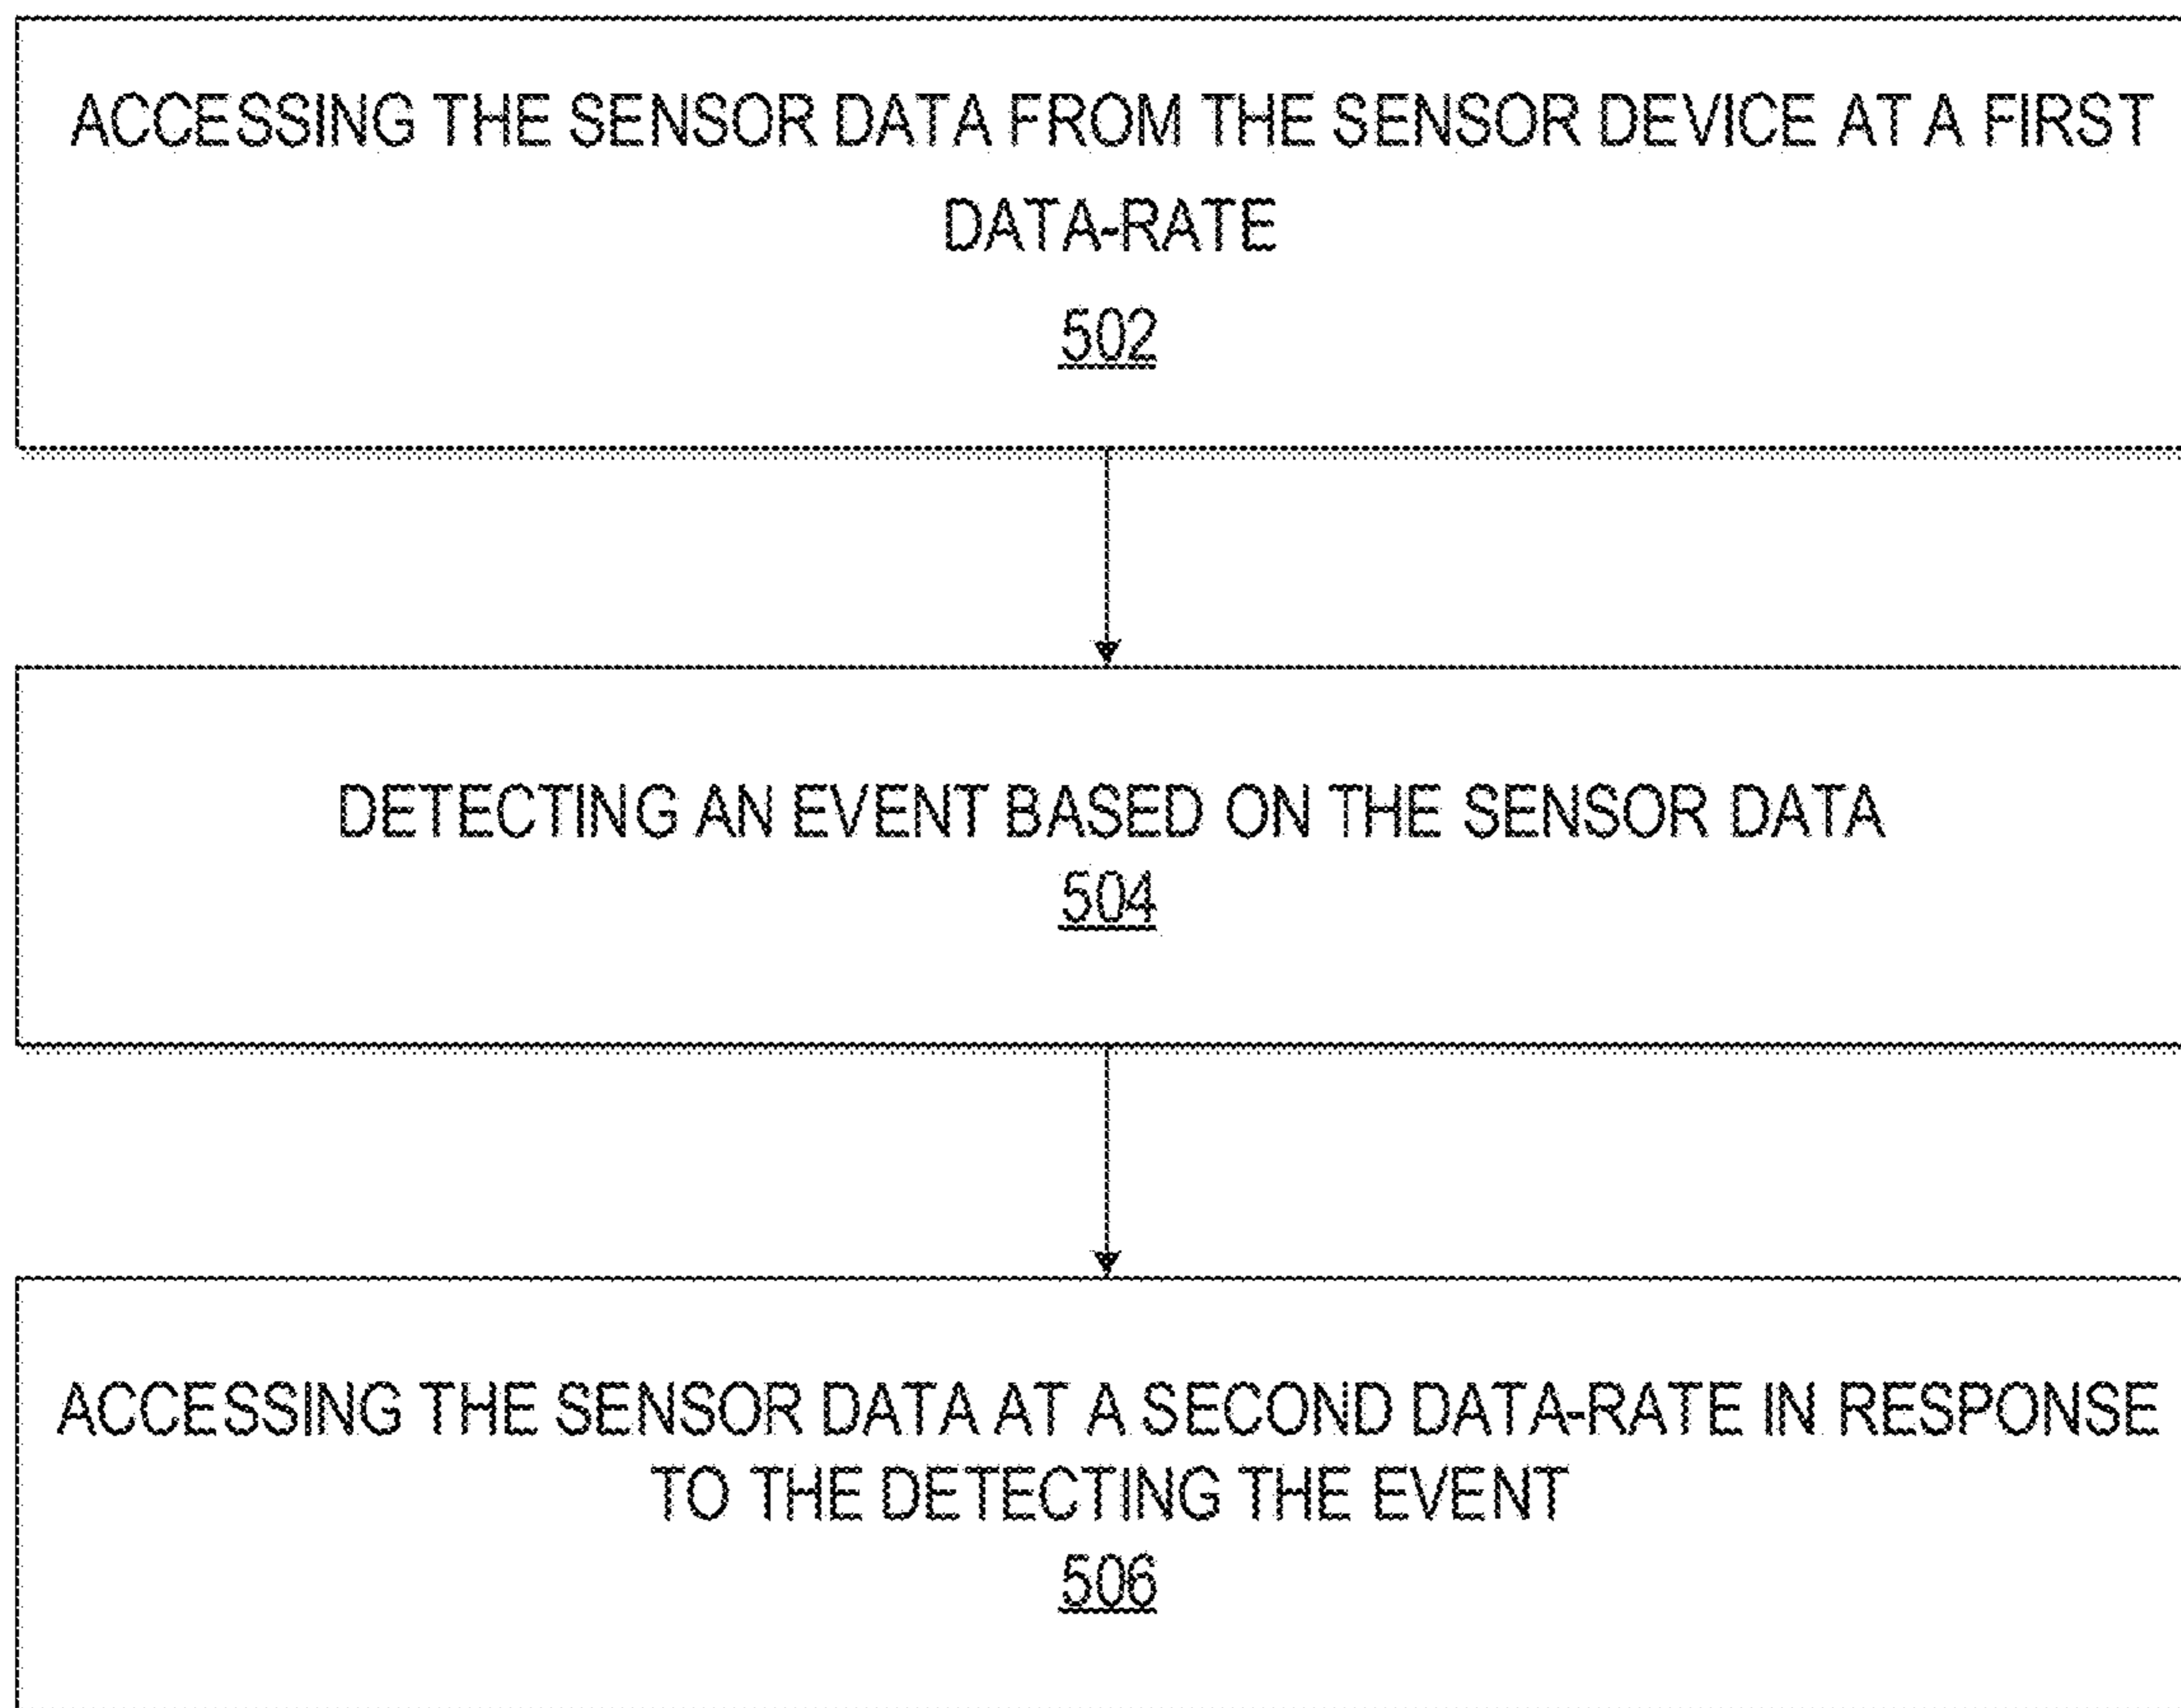 ACCESSING THE SENSOR DATA FROM THE SENSOR DEVICE AT A FIRST
DATA-RATE
502
DETECTING AN EVENT BASED ON THE SENSOR DATA
504
ACCESSING THE SENSOR DATA AT A SECOND DATA-RATE IN RESPONSE
TO THE DETECTING THE EVENT
506